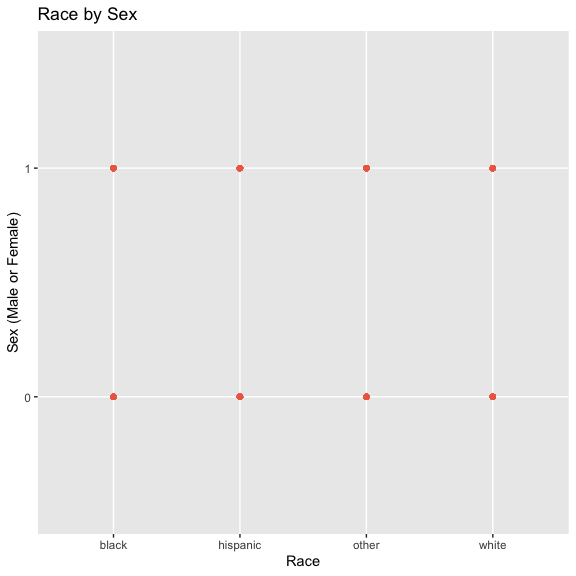 Race by Sex
Sex (Male or Female)
1
0
black hispanic other white
Race